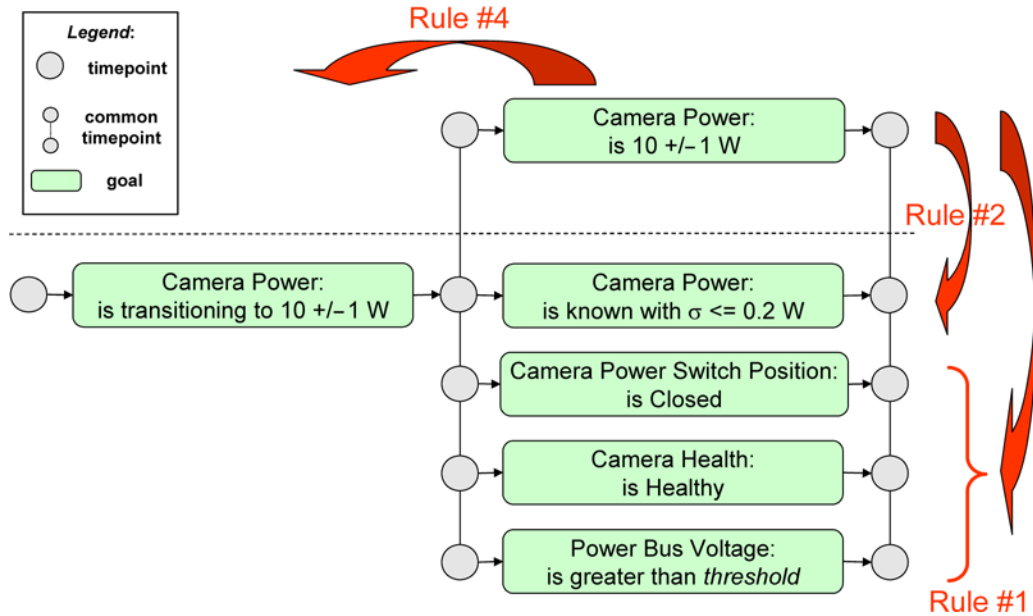 Rule #4
Legend:
timepoint
common
timepoint
goal
Camera Power:
is 10 +/– 1 W
Rule #2
Camera Power:
is transitioning to 10 +/–1 W
Camera Power:
is known with σ <= 0.2 W
Camera Power Switch Position:
is Closed
Camera Health:
is Healthy
Power Bus Voltage:
is greater than threshold
Rule #1